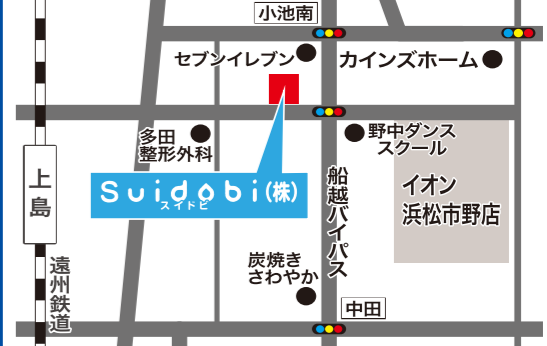 小池南
セブンイレブン
カインズホーム
多田
整形外科
野中ダンス
スクール
上島
Suidobi(株)
スイドビ
イオン
浜松市野店
船越バイパス
炭焼き
さわやか
遠州鉄道
中田